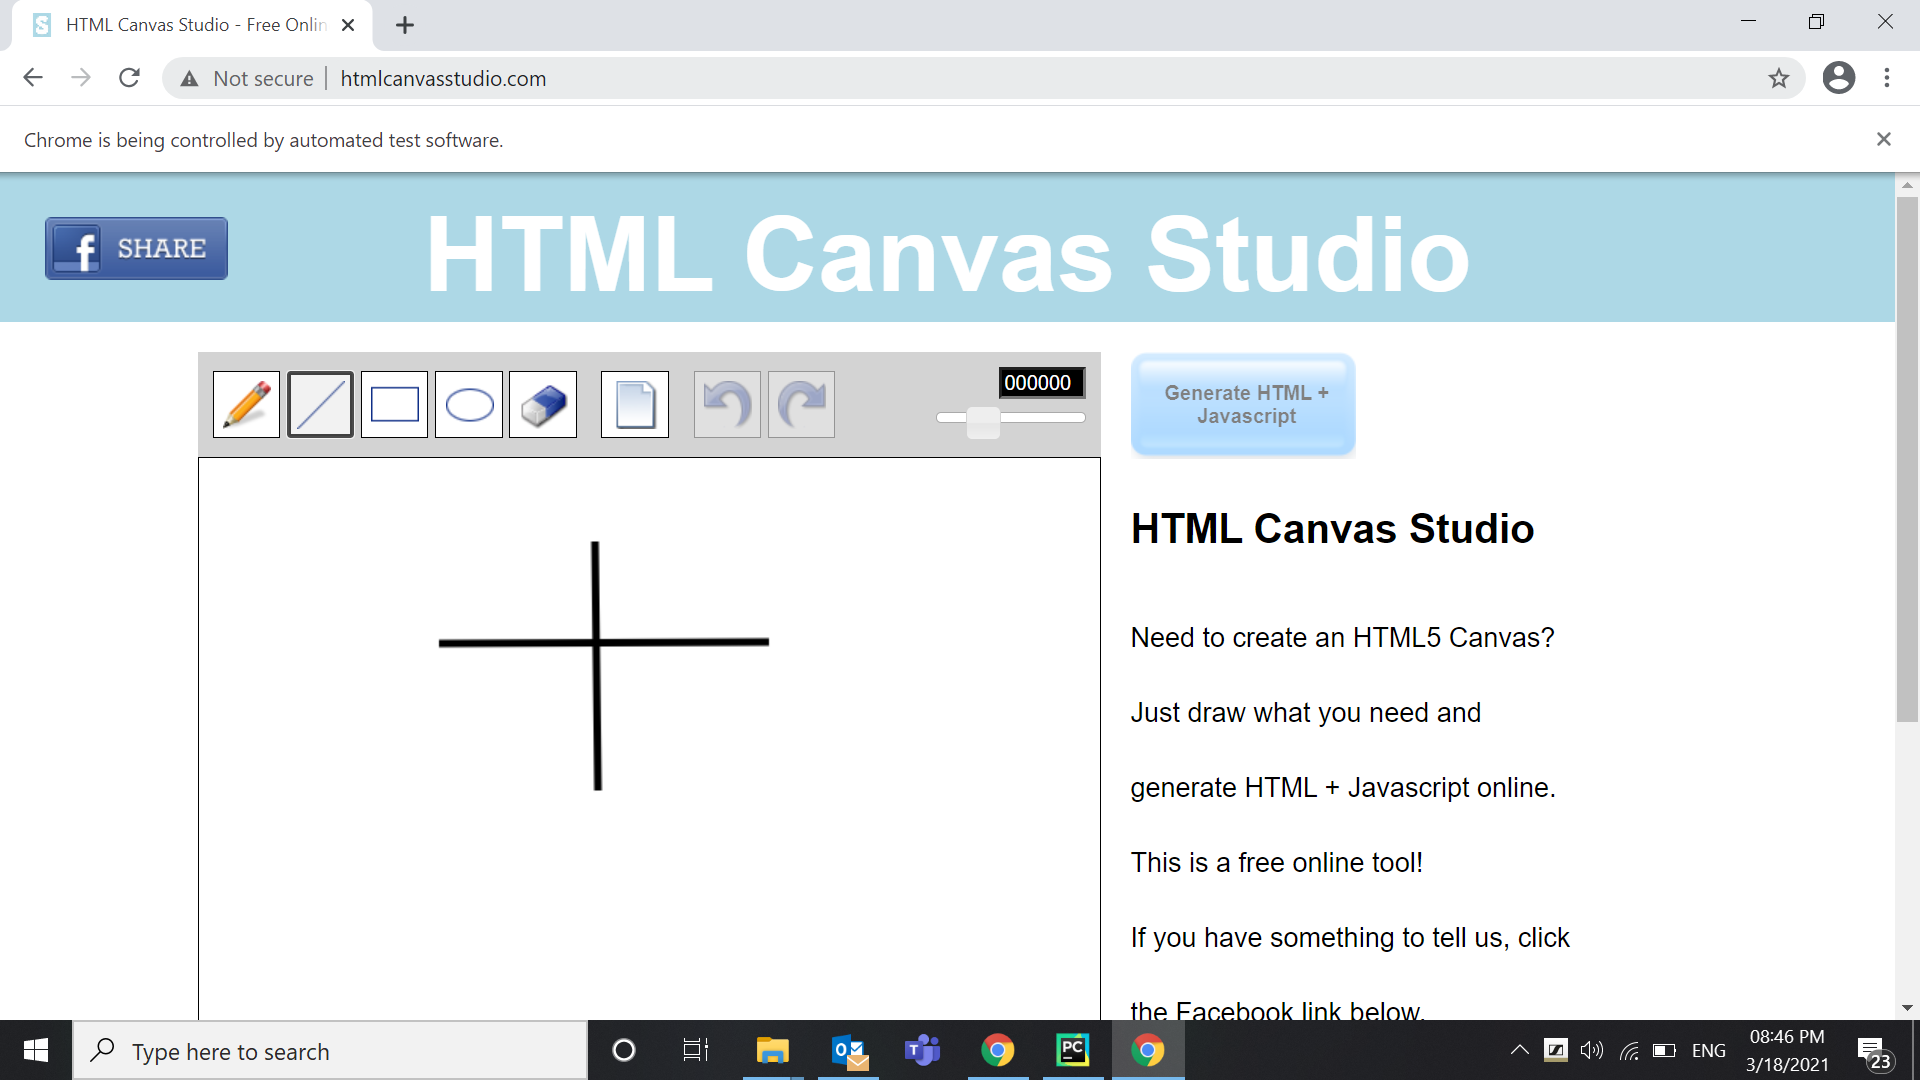 HTML Canvas Studio - Free Onlin
Not secure | htmlcanvasstudio.com
Chrome is being controlled by automated test software.
f SHARE
HTML Canvas Studio
000000
Generate HTML +
Javascript
HTML Canvas Studio
Need to create an HTML5 Canvas?
Just draw what you need and
generate HTML + Javascript online.
This is a free online tool!
If you have something to tell us, click
the Facebook link below.
Type here to search
PC
ENG
08:46 PM
3/18/2021
23